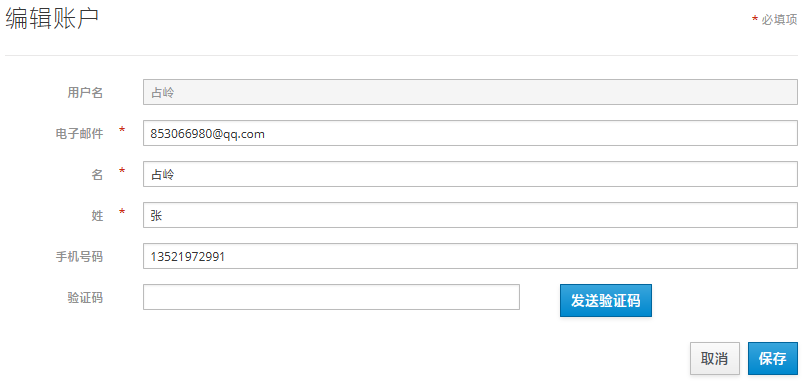 编辑账户
* 必填项
用户名 占岭
电子邮件 * 853066980@qq.com
名 * 占岭
姓 * 张
手机号码 13521972991
验证码 发送验证码
取消 保存